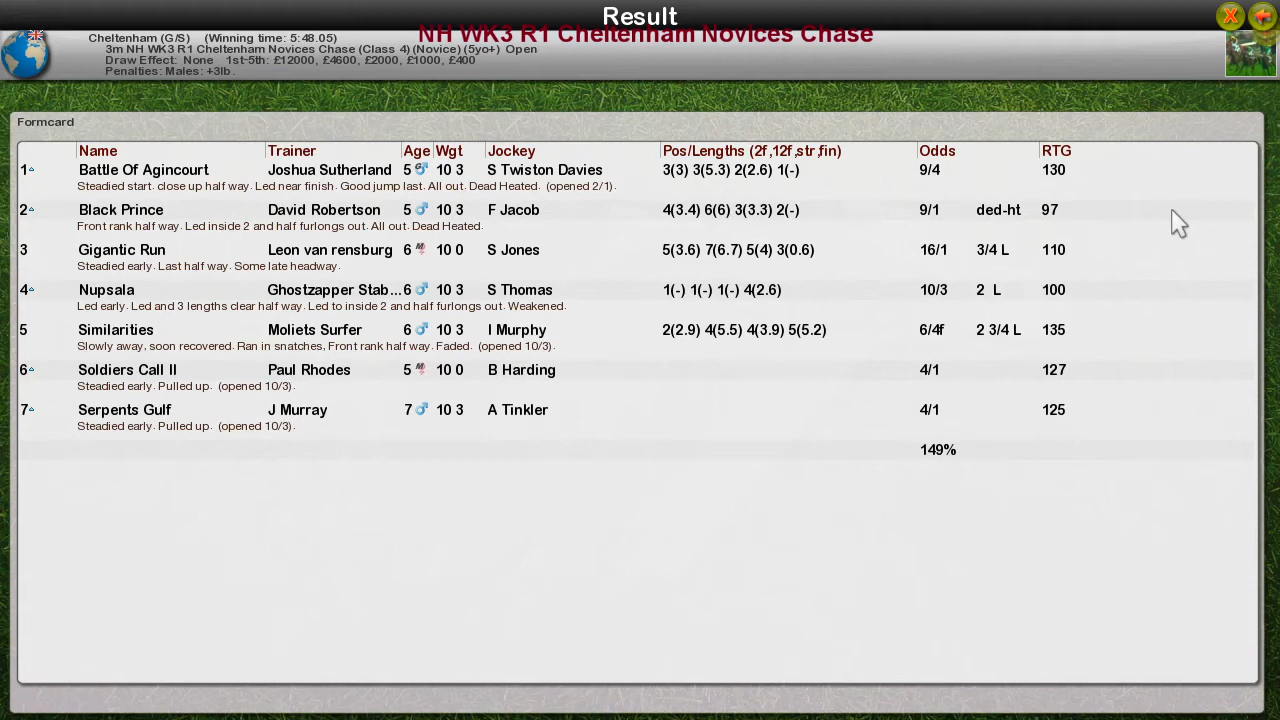 Result
NH WK3 R1 Cheltenham Novices Chase
Cheltenham (G/S) (Winning time: 5:48.05)
3m NH WK3 R1 Cheltenham Novices Chase (Class 4) (Novice) (5yo+) Open
Draw Effect: None 1st-5th: £12000, £4600, £2000, £1000, £400
Penalties: Males: +3lb.
Formcard
Name Trainer Age Wgt Jockey Pos/Lengths (2f,12f,str,fin) Odds RTG
1 Battle Of Agincourt Joshua Sutherland 5 10 3 S Twiston Davies 3(3) 3(5.3) 2(2.6) 1(-) 9/4 130
Steadied start. close up half way. Led near finish. Good jump last. All out. Dead Heated. (opened 2/1).
2 Black Prince David Robertson 5 10 3 F Jacob 4(3.4) 6(6) 3(3.3) 2(-) 9/1 ded-ht 97
Front rank half way. Led inside 2 and half furlongs out. All out. Dead Heated.
3 Gigantic Run Leon van rensburg 6 10 0 S Jones 5(3.6) 7(6.7) 5(4) 3(0.6) 16/1 3/4 L 110
Steadied early. Last half way. Some late headway.
4 Nupsala Ghostzapper Stab... 6 10 3 S Thomas 1(-) 1(-) 1(-) 4(2.6) 10/3 2 L 100
Led early. Led and 3 lengths clear half way. Led to inside 2 and half furlongs out. Weakened.
5 Similarities Moliets Surfer 6 10 3 I Murphy 2(2.9) 4(5.5) 4(3.9) 5(5.2) 6/4f 2 3/4 L 135
Slowly away, soon recovered. Ran in snatches, Front rank half way. Faded. (opened 10/3).
6 Soldiers Call II Paul Rhodes 5 10 0 B Harding 4/1 127
Steadied early. Pulled up. (opened 10/3).
7 Serpents Gulf J Murray 7 10 3 A Tinkler 4/1 125
Steadied early. Pulled up. (opened 10/3).
149%